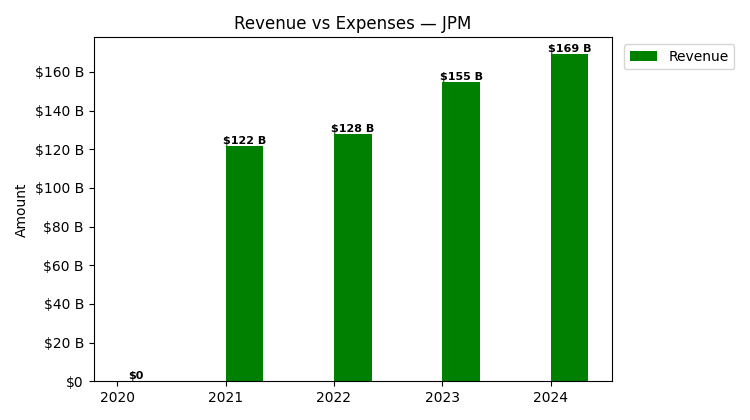 Revenue vs Expenses — JPM
Revenue
$169 B
$155 B
$128 B
$122 B
$0
$160 B
$140 B
$120 B
$100 B
$80 B
$60 B
$40 B
$20 B
$0
Amount
2020 2021 2022 2023 2024